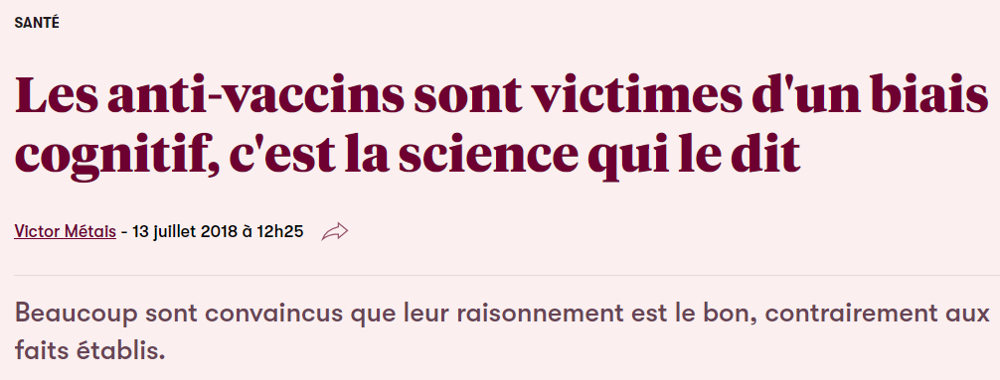 SANTÉ
Les anti-vaccins sont victimes d'un biais
cognitif, c'est la science qui le dit
Victor Métais - 13 juillet 2018 à 12h25
Beaucoup sont convaincus que leur raisonnement est le bon, contrairement aux
faits établis.